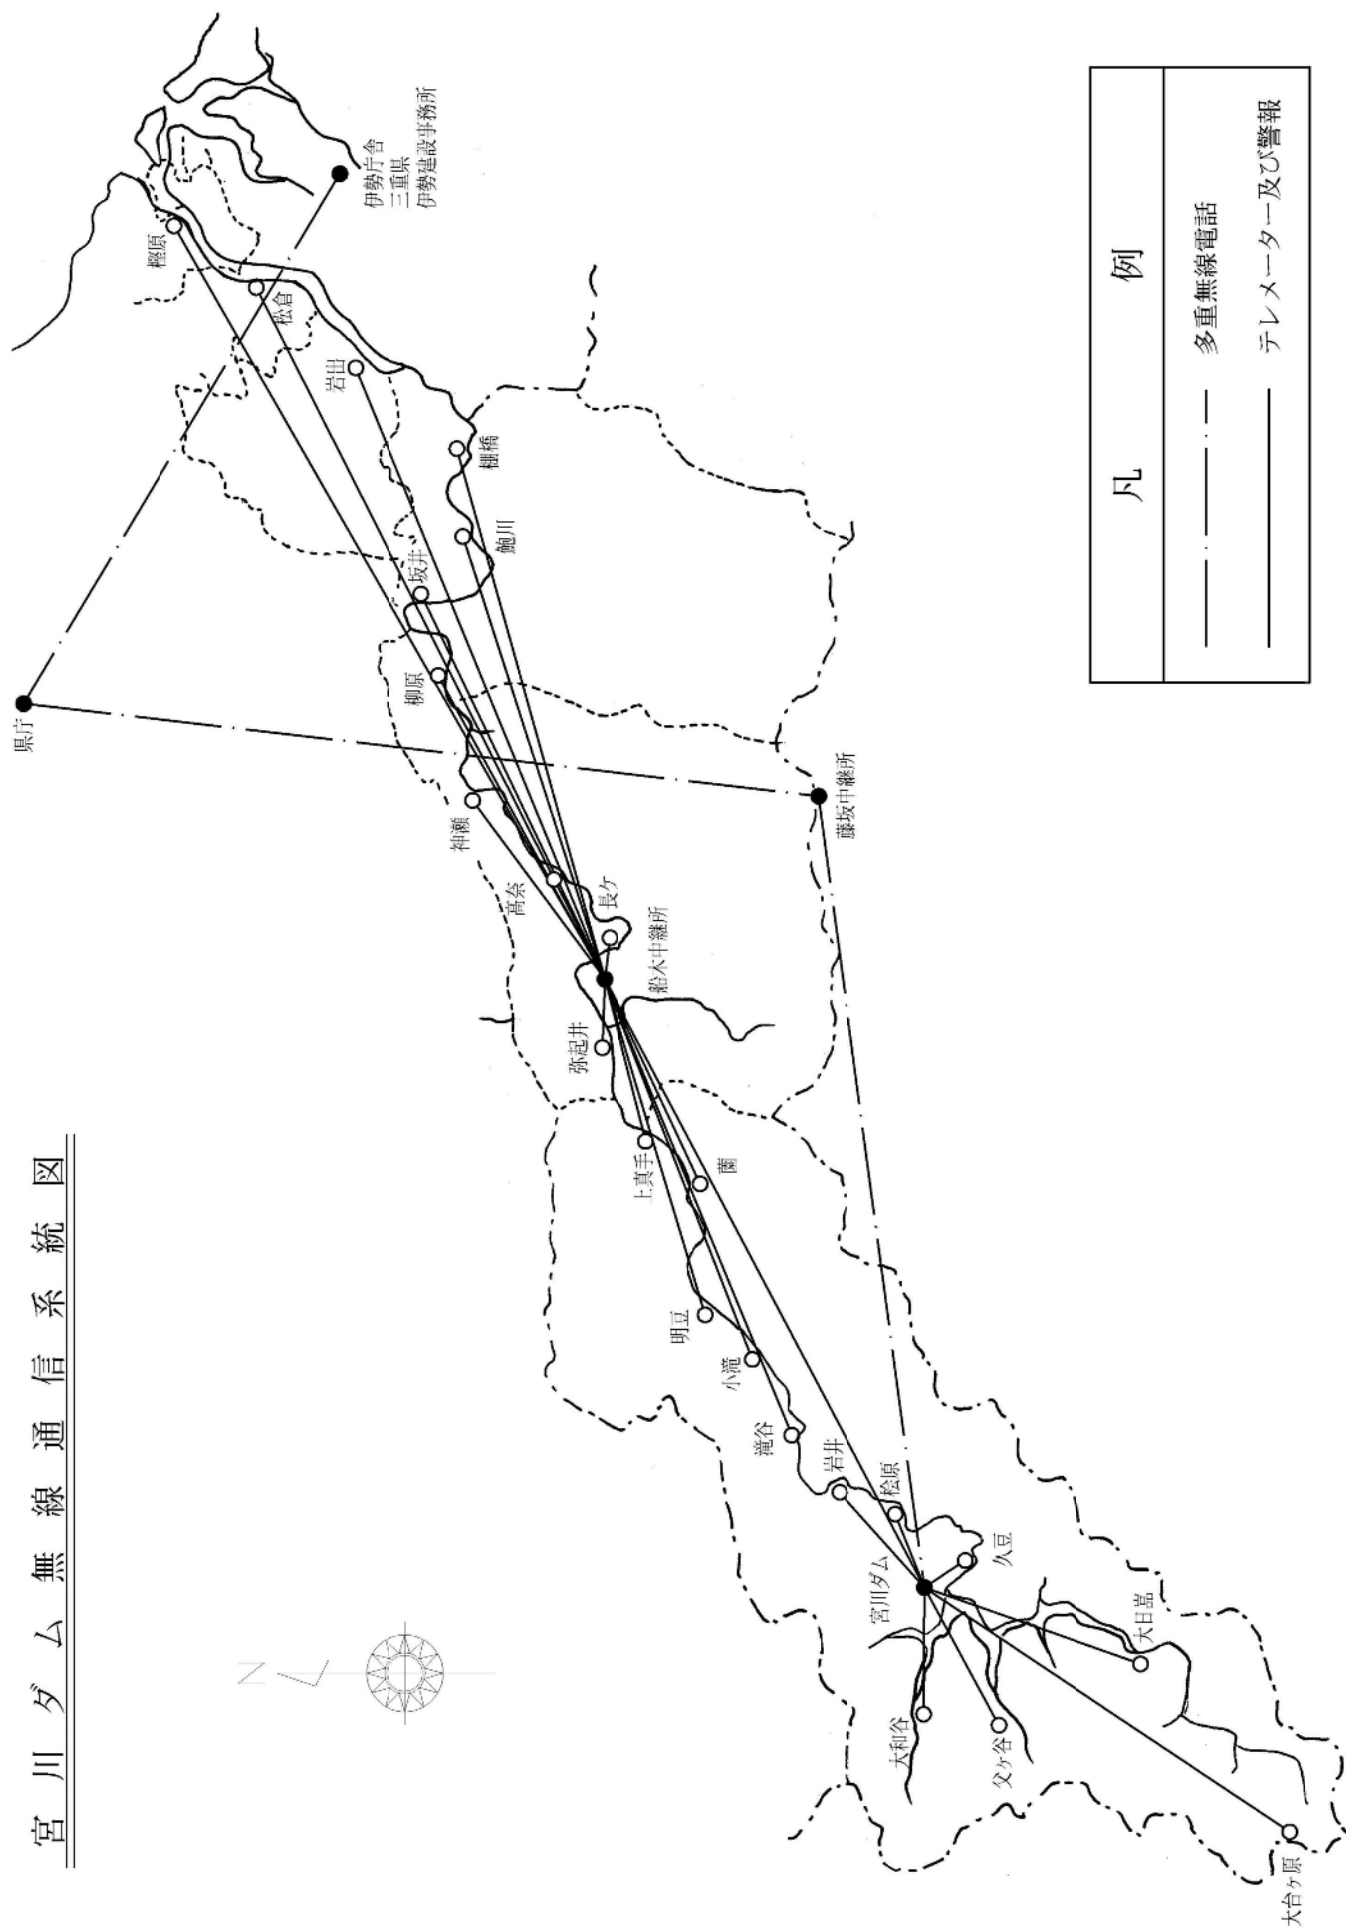 宮川ダム無線通信系統図
N
県庁
伊勢庁舎
三重県
伊勢建設事務所
樫原
松倉
岩出
棚橋
鮠川
坂井
柳原
神瀬
高奈
長ケ
船木中継所
藤坂中継所
弥起井
上真手
薗
明豆
小滝
滝谷
岩井
桧原
久豆
宮川ダム
大日嵓
大和谷
父ヶ谷
大台ヶ原
凡例
多重無線電話
テレメーター及び警報